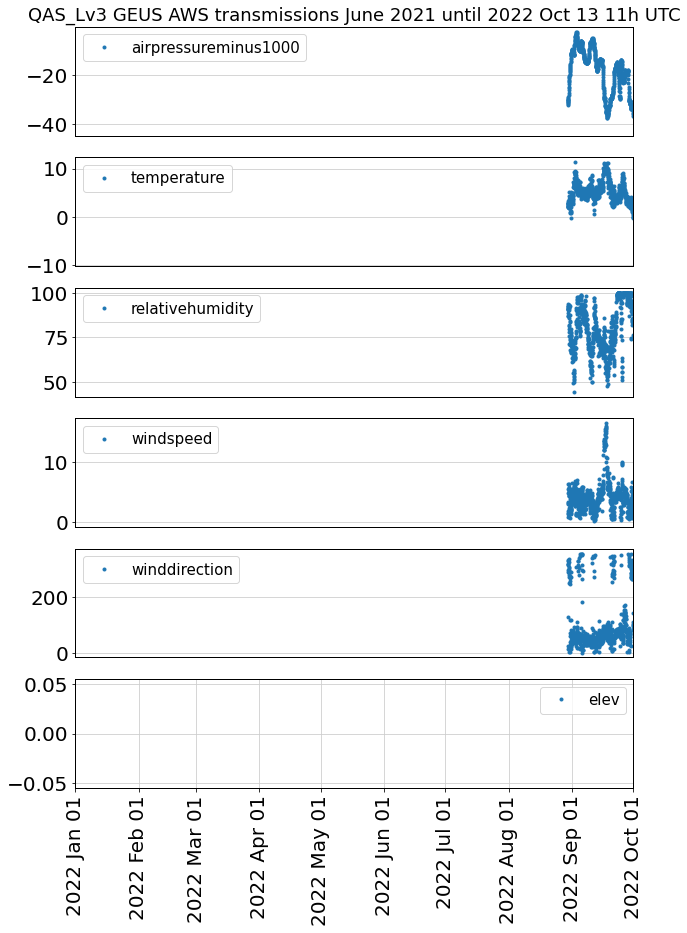 QAS_Lv3 GEUS AWS transmissions June 2021 until 2022 Oct 13 11h UTC
airpressureminus1000
−20
−40
temperature
10
0
−10
relativehumidity
100
75
50
windspeed
10
0
winddirection
200
0
elev
0.05
0.00
−0.05
2022 Jan 01
2022 Feb 01
2022 Mar 01
2022 Apr 01
2022 May 01
2022 Jun 01
2022 Jul 01
2022 Aug 01
2022 Sep 01
2022 Oct 01